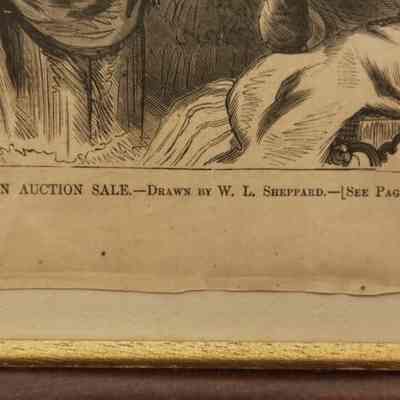 N AUCTION SALE.—DRAWN BY W. L. SHEPPARD.—[SEE PAG